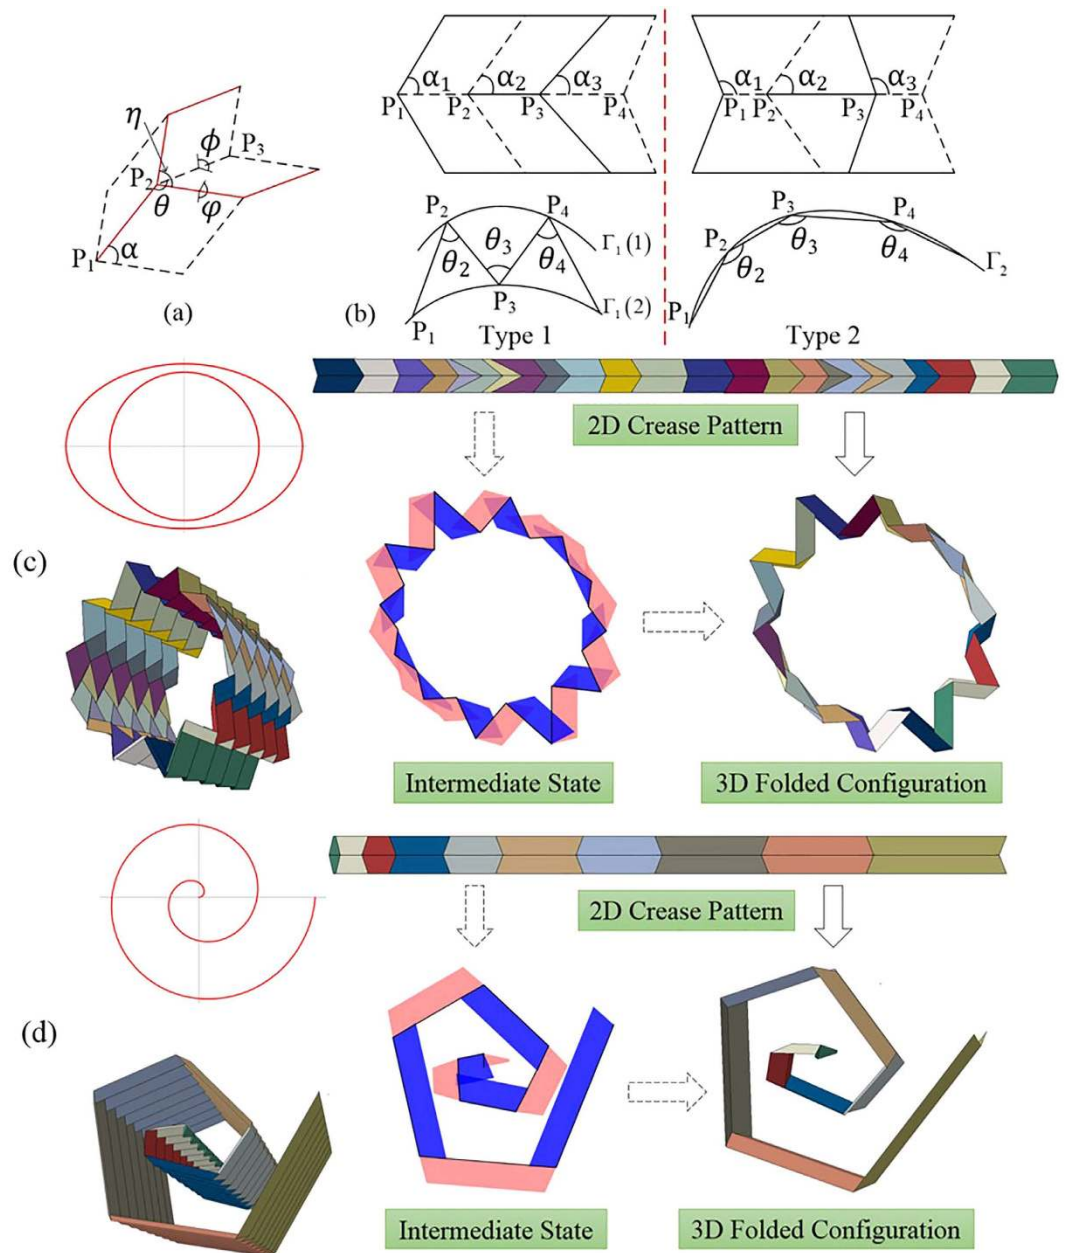 η
ϕ
P₃
P₂
θ
φ
P₁
α
(a)
α₁
α₂
α₃
P₁
P₂
P₃
P₄
P₂
P₄
θ₂
θ₃
θ₄
Γ₁(1)
Γ₁(2)
P₃
P₁
(b)
Type 1
α₁
α₂
α₃
P₁
P₂
P₃
P₄
P₃
P₄
P₂
θ₂
θ₃
θ₄
Γ₂
P₁
Type 2
2D Crease Pattern
(c)
Intermediate State
3D Folded Configuration
2D Crease Pattern
(d)
Intermediate State
3D Folded Configuration